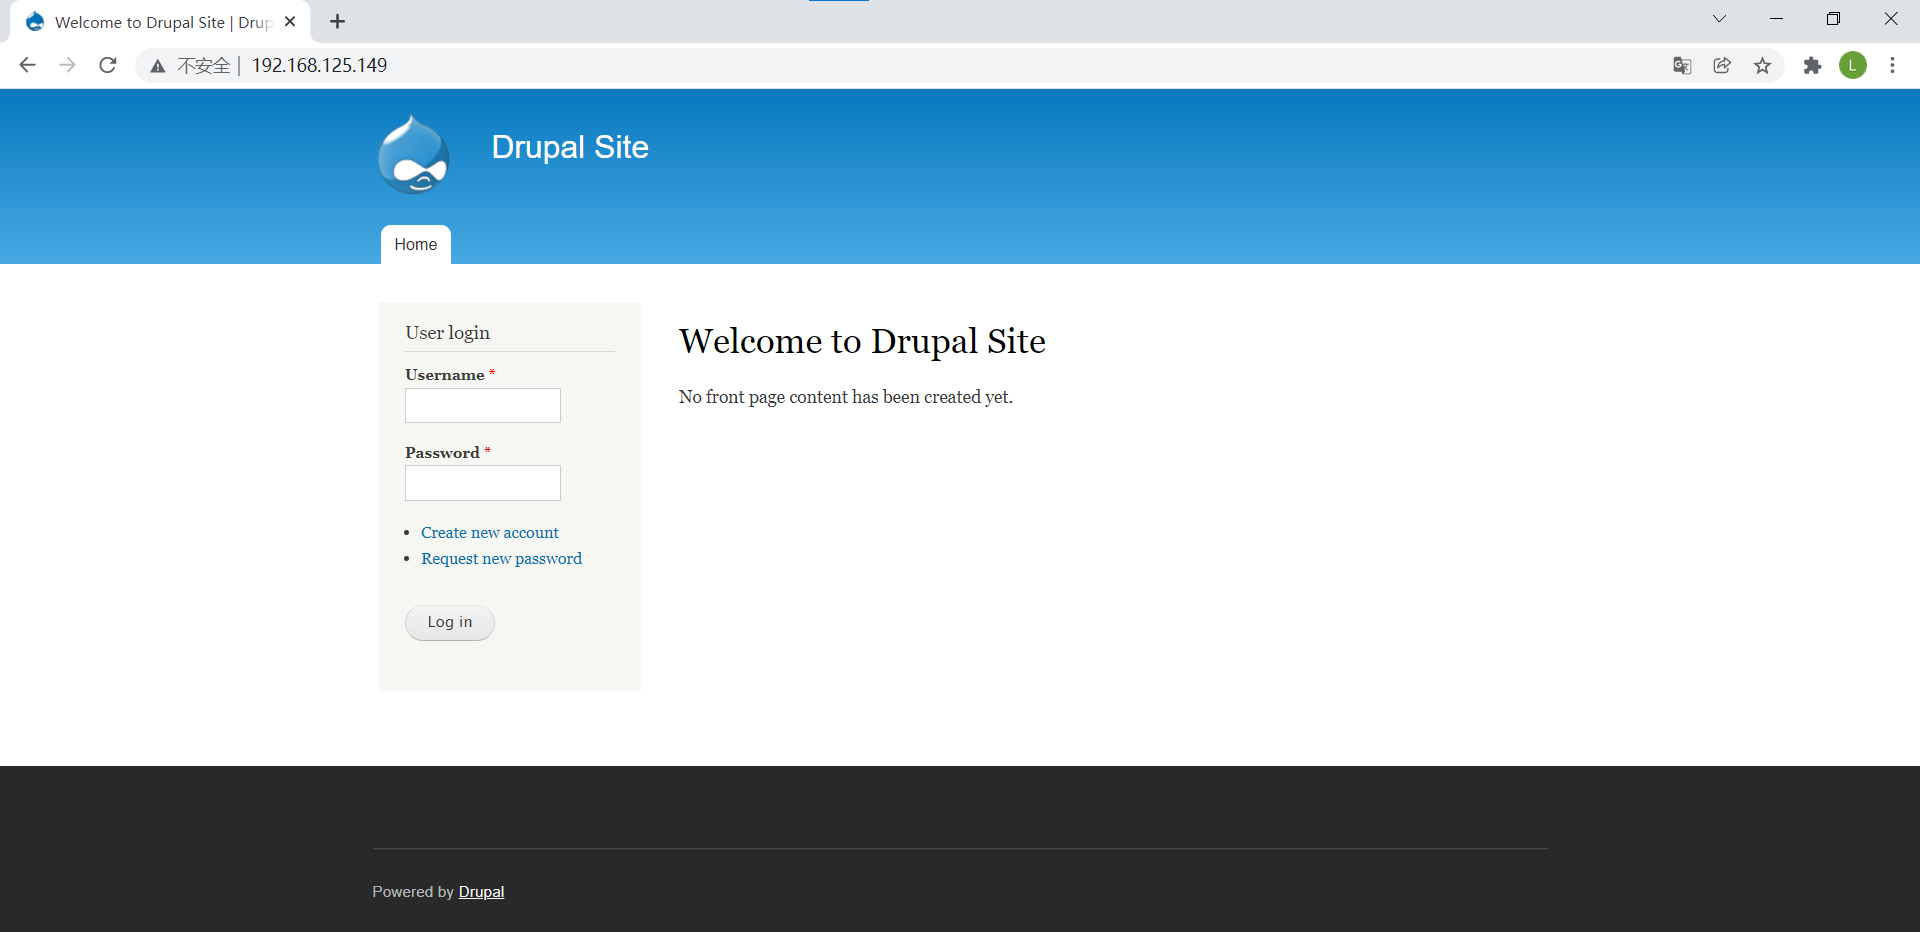 Welcome to Drupal Site | Drup
不安全 | 192.168.125.149
L
Drupal Site
Home
User login
Username *
Password *
Create new account
Request new password
Log in
Welcome to Drupal Site
No front page content has been created yet.
Powered by Drupal